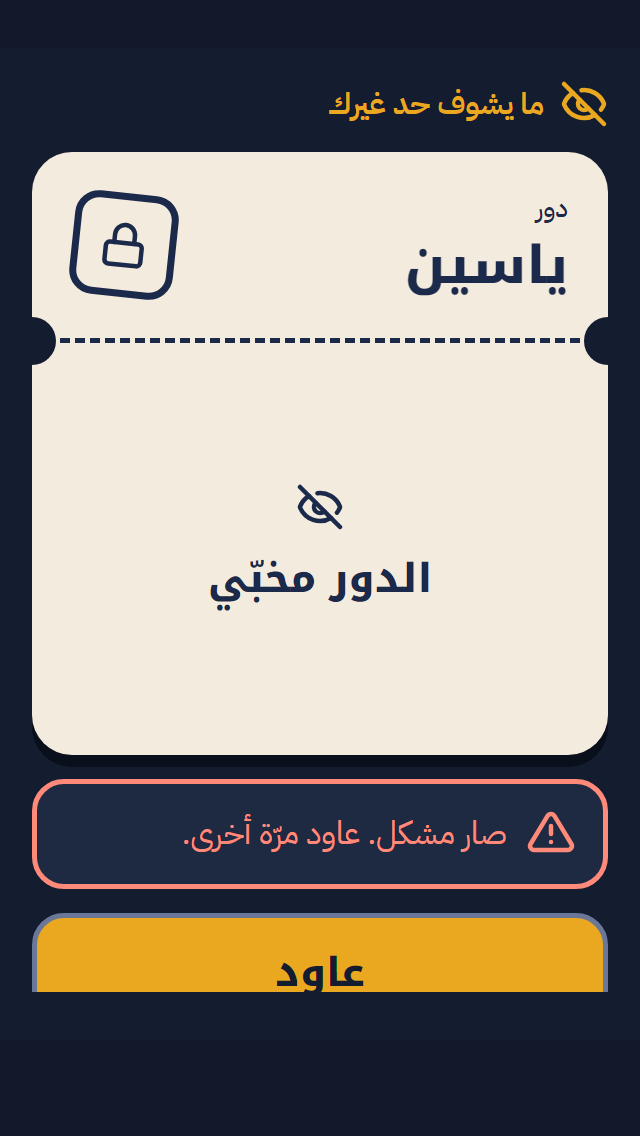 ما يشوف حد غيرك
دور
ياسين
الدور مخبّي
صار مشكل. عاود مرّة أخرى.
عاود